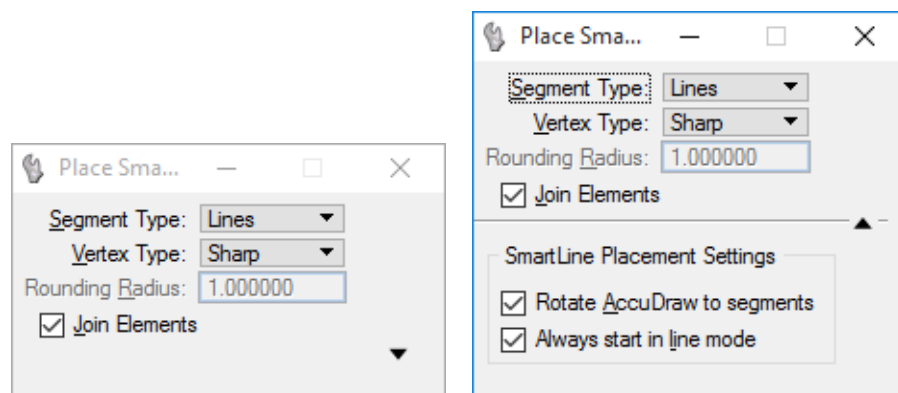 Place Sma...
Segment Type: Lines
Vertex Type: Sharp
Rounding Radius: 1.000000
Join Elements
Place Sma...
Segment Type: Lines
Vertex Type: Sharp
Rounding Radius: 1.000000
Join Elements
SmartLine Placement Settings
Rotate AccuDraw to segments
Always start in line mode